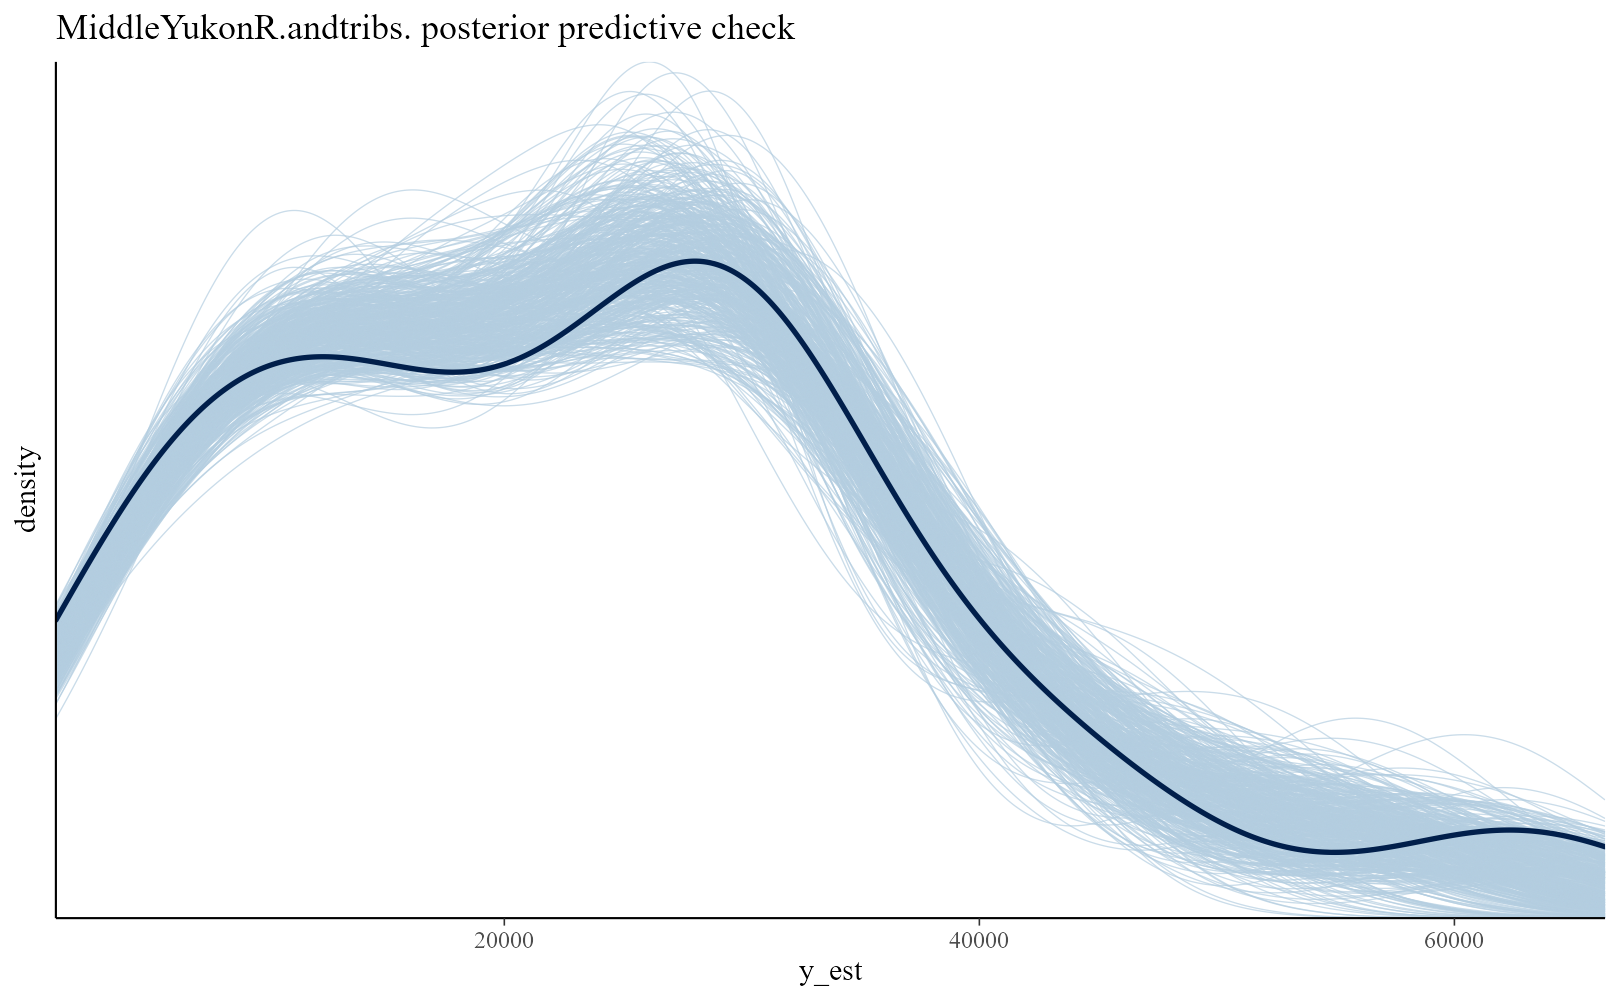 MiddleYukonR.andtribs. posterior predictive check
density
20000
40000
60000
y_est